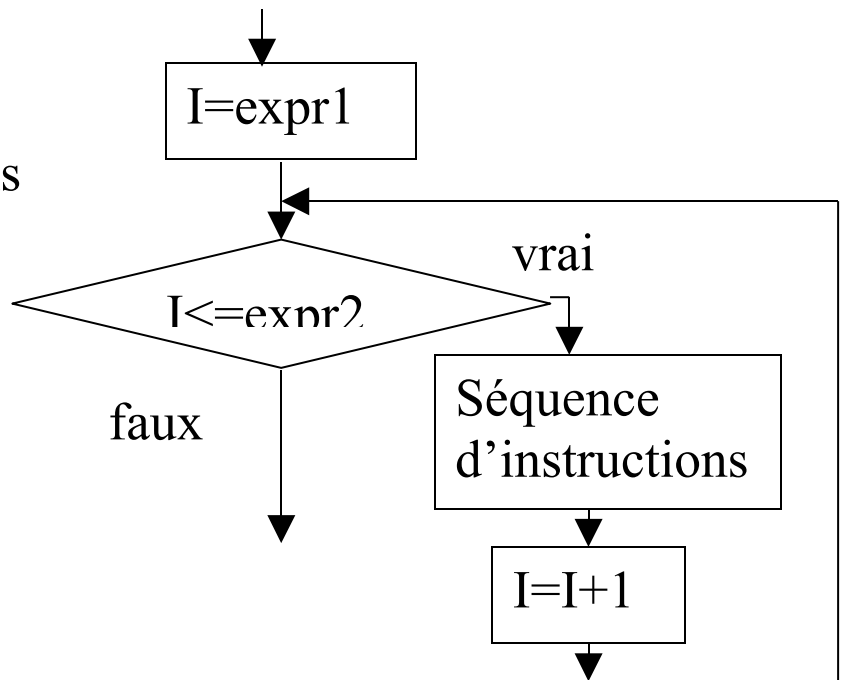 I=expr1
s
vrai
I<=expr2
Séquence
d’instructions
faux
I=I+1